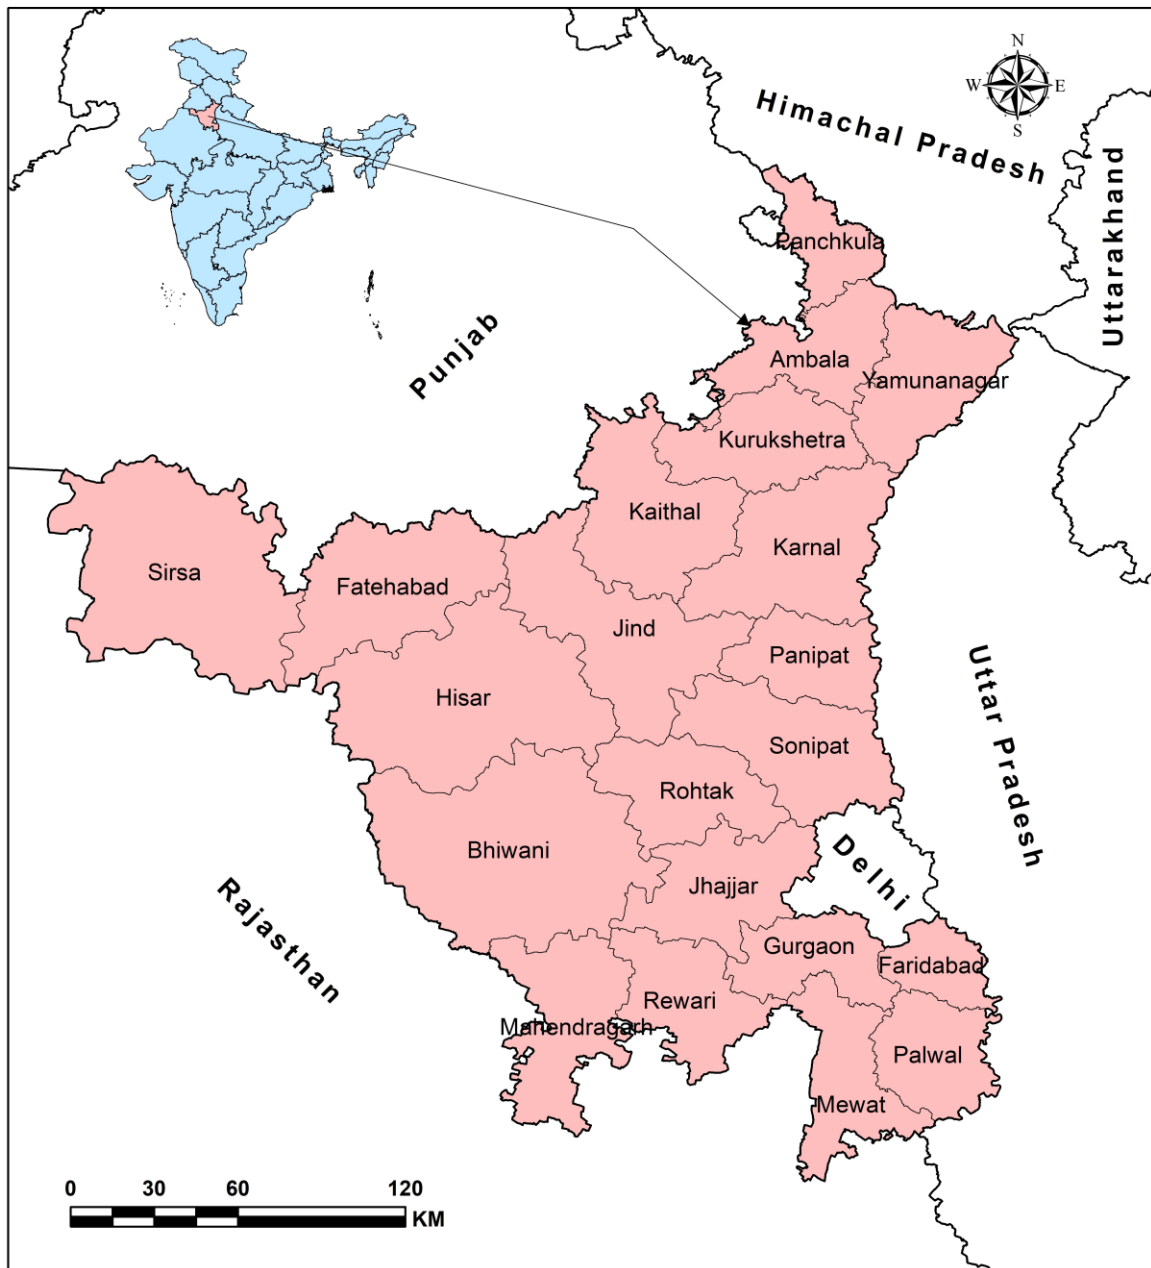 N
W E
S
Himachal Pradesh
Uttarakhand
Panchkula
Punjab
Ambala
Yamunanagar
Kurukshetra
Kaithal
Karnal
Sirsa
Fatehabad
Jind
Panipat
Hisar
Sonipat
Uttar Pradesh
Rohtak
Bhiwani
Delhi
Jhajjar
Rajasthan
Gurgaon
Faridabad
Rewari
Mahendragarh
Palwal
Mewat
0 30 60 120
KM